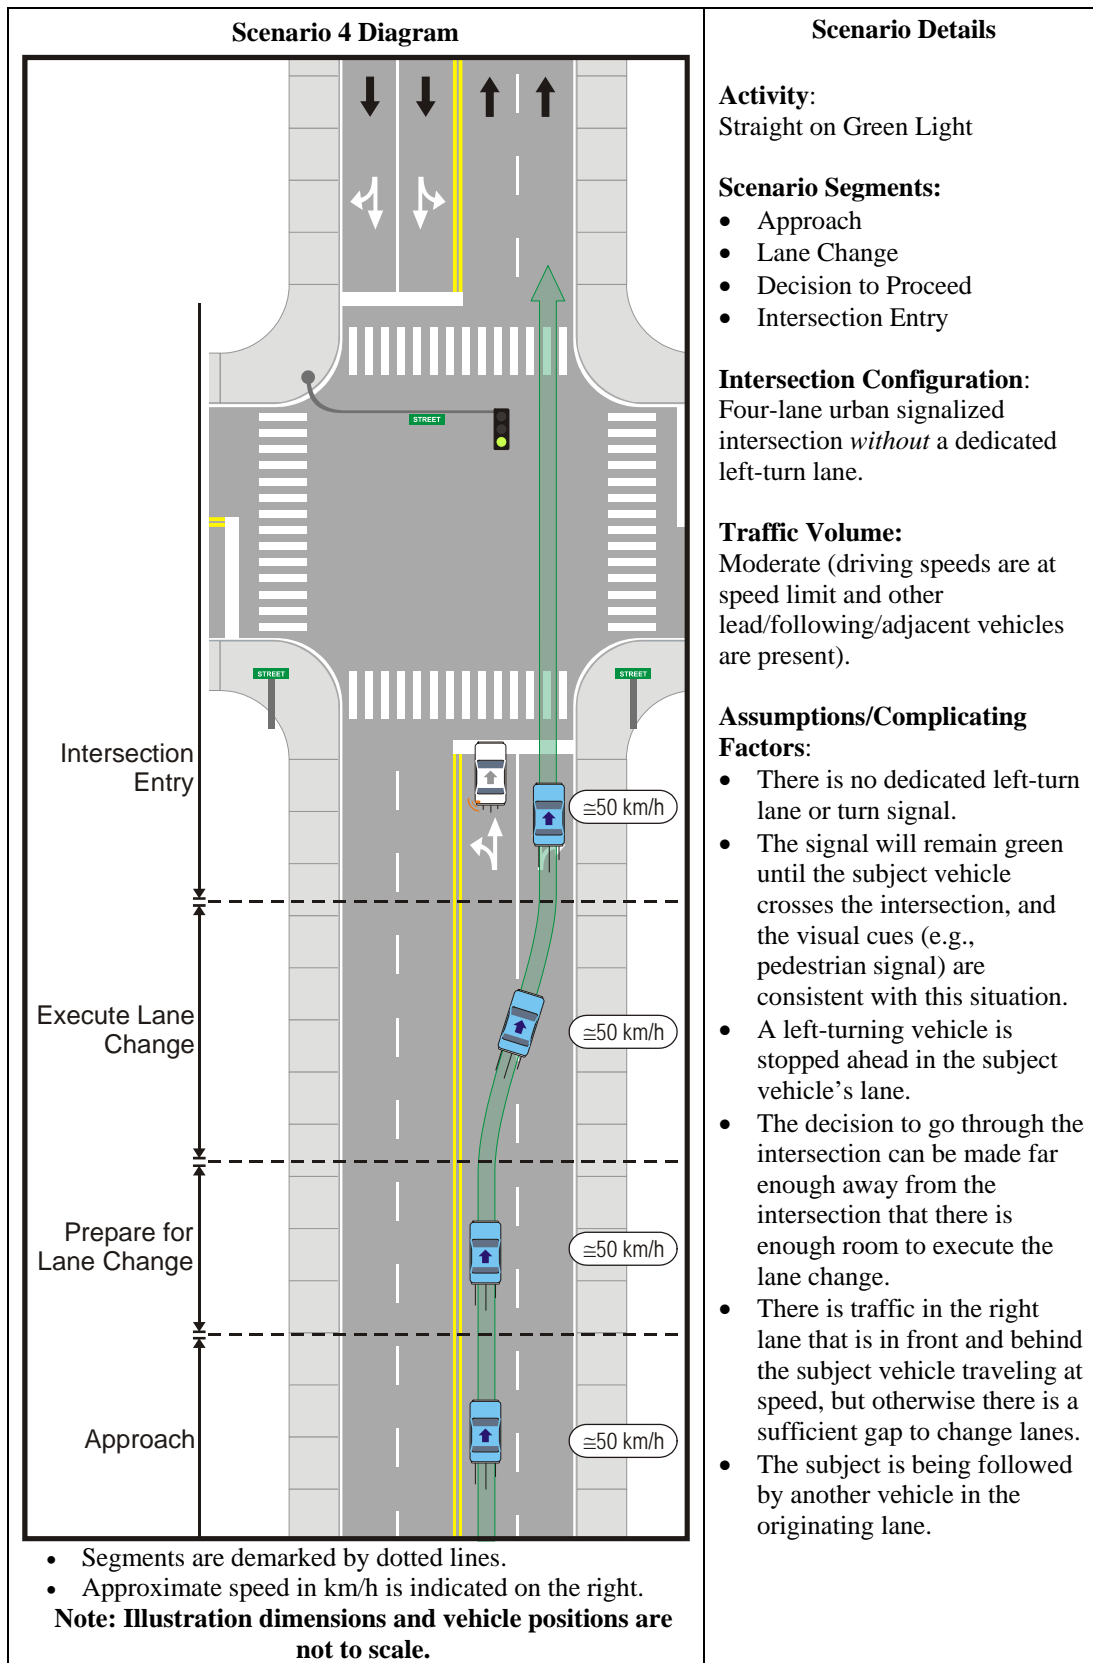 Scenario 4 Diagram
STREET
STREET
STREET
Intersection
Entry
≅50 km/h
Execute Lane
Change
≅50 km/h
Prepare for
Lane Change
≅50 km/h
Approach
≅50 km/h
• Segments are demarked by dotted lines.
• Approximate speed in km/h is indicated on the right.
Note: Illustration dimensions and vehicle positions are
not to scale.
Scenario Details
Activity:
Straight on Green Light
Scenario Segments:
• Approach
• Lane Change
• Decision to Proceed
• Intersection Entry
Intersection Configuration:
Four-lane urban signalized
intersection without a dedicated
left-turn lane.
Traffic Volume:
Moderate (driving speeds are at
speed limit and other
lead/following/adjacent vehicles
are present).
Assumptions/Complicating
Factors:
• There is no dedicated left-turn
lane or turn signal.
• The signal will remain green
until the subject vehicle
crosses the intersection, and
the visual cues (e.g.,
pedestrian signal) are
consistent with this situation.
• A left-turning vehicle is
stopped ahead in the subject
vehicle's lane.
• The decision to go through the
intersection can be made far
enough away from the
intersection that there is
enough room to execute the
lane change.
• There is traffic in the right
lane that is in front and behind
the subject vehicle traveling at
speed, but otherwise there is a
sufficient gap to change lanes.
• The subject is being followed
by another vehicle in the
originating lane.